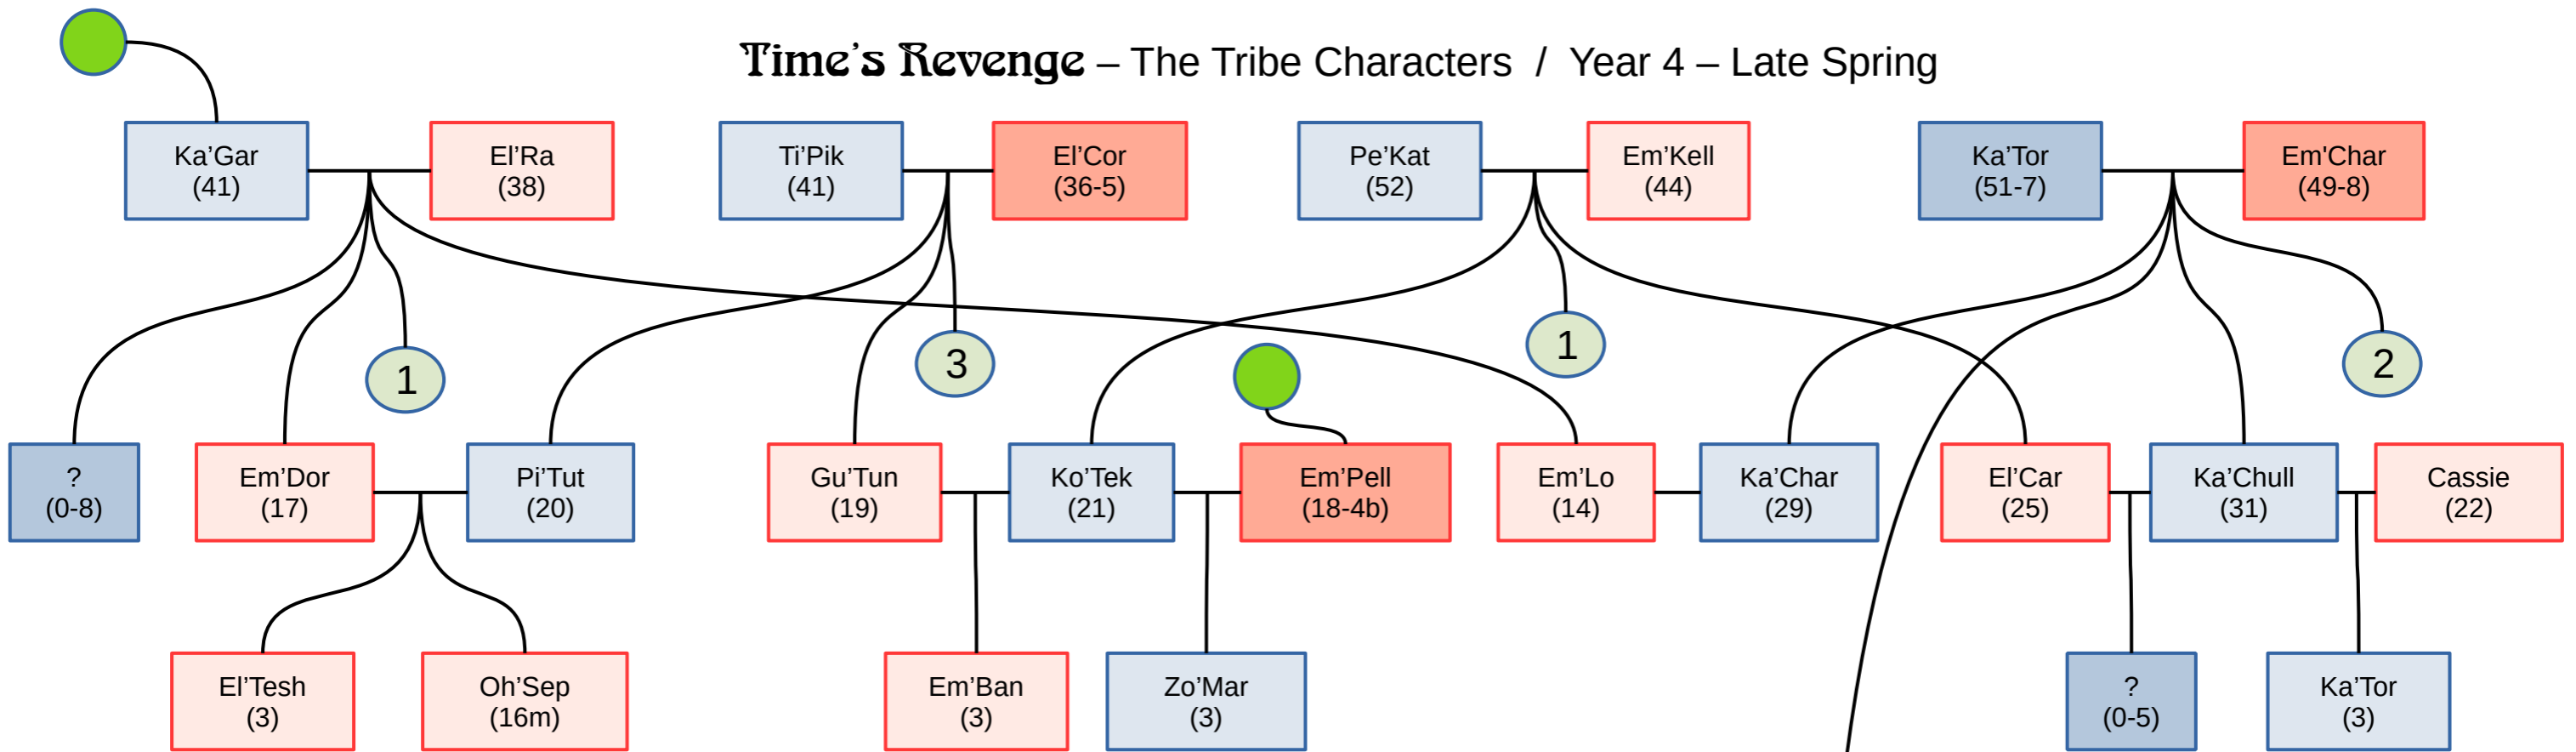 Time's Revenge – The Tribe Characters / Year 4 – Late Spring
Ka’Gar
(41)
El’Ra
(38)
Ti’Pik
(41)
El’Cor
(36-5)
Pe’Kat
(52)
Em’Kell
(44)
Ka’Tor
(51-7)
Em'Char
(49-8)
1
3
1
2
?
(0-8)
Em’Dor
(17)
Pi’Tut
(20)
Gu’Tun
(19)
Ko’Tek
(21)
Em’Pell
(18-4b)
Em’Lo
(14)
Ka’Char
(29)
El’Car
(25)
Ka’Chull
(31)
Cassie
(22)
El’Tesh
(3)
Oh’Sep
(16m)
Em’Ban
(3)
Zo’Mar
(3)
?
(0-5)
Ka’Tor
(3)